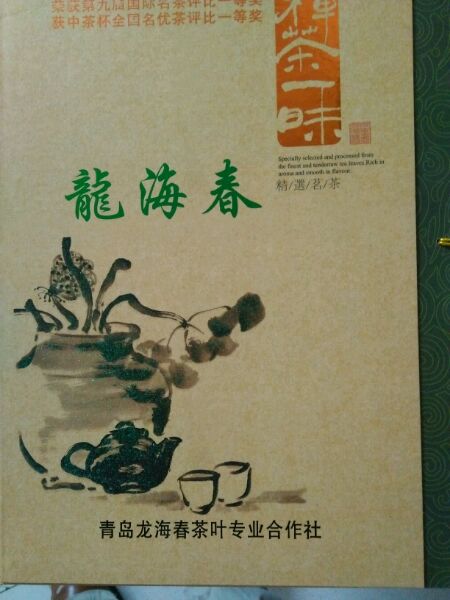 荣获第九届国际名茶评比一等奖
获中茶杯全国名优茶评比一等奖
禅茶一味
Specially selected and processed from
the finest and tenderraw tea leaves.Rich in
aroma and smooth in flavout.
精/選/茗/茶
龍海春
青岛龙海春茶叶专业合作社